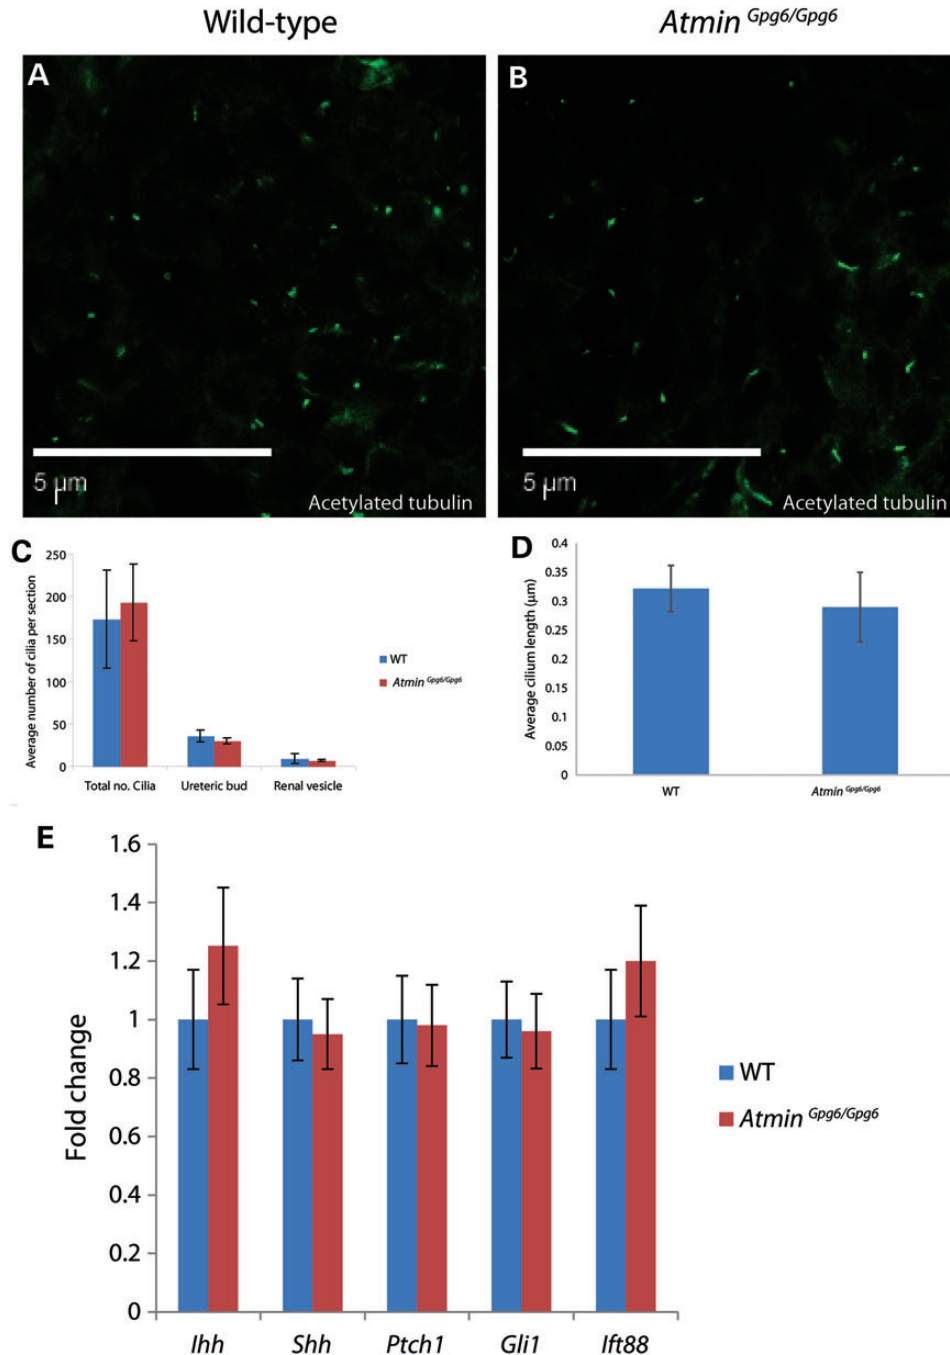 Wild-type
Atmin Gpg6/Gpg6
A
B
5 μm
Acetylated tubulin
5 μm
Acetylated tubulin
C
Average number of cilia per section
250
200
150
100
50
0
Total no. Cilia
Ureteric bud
Renal vesicle
WT
Atmin Gpg6/Gpg6
D
Average cilium length (μm)
0.4
0.35
0.3
0.25
0.2
0.15
0.1
0.05
0
WT
Atmin Gpg6/Gpg6
E
Fold change
1.6
1.4
1.2
1
0.8
0.6
0.4
0.2
0
Ihh
Shh
Ptch1
Gli1
Ift88
WT
Atmin Gpg6/Gpg6